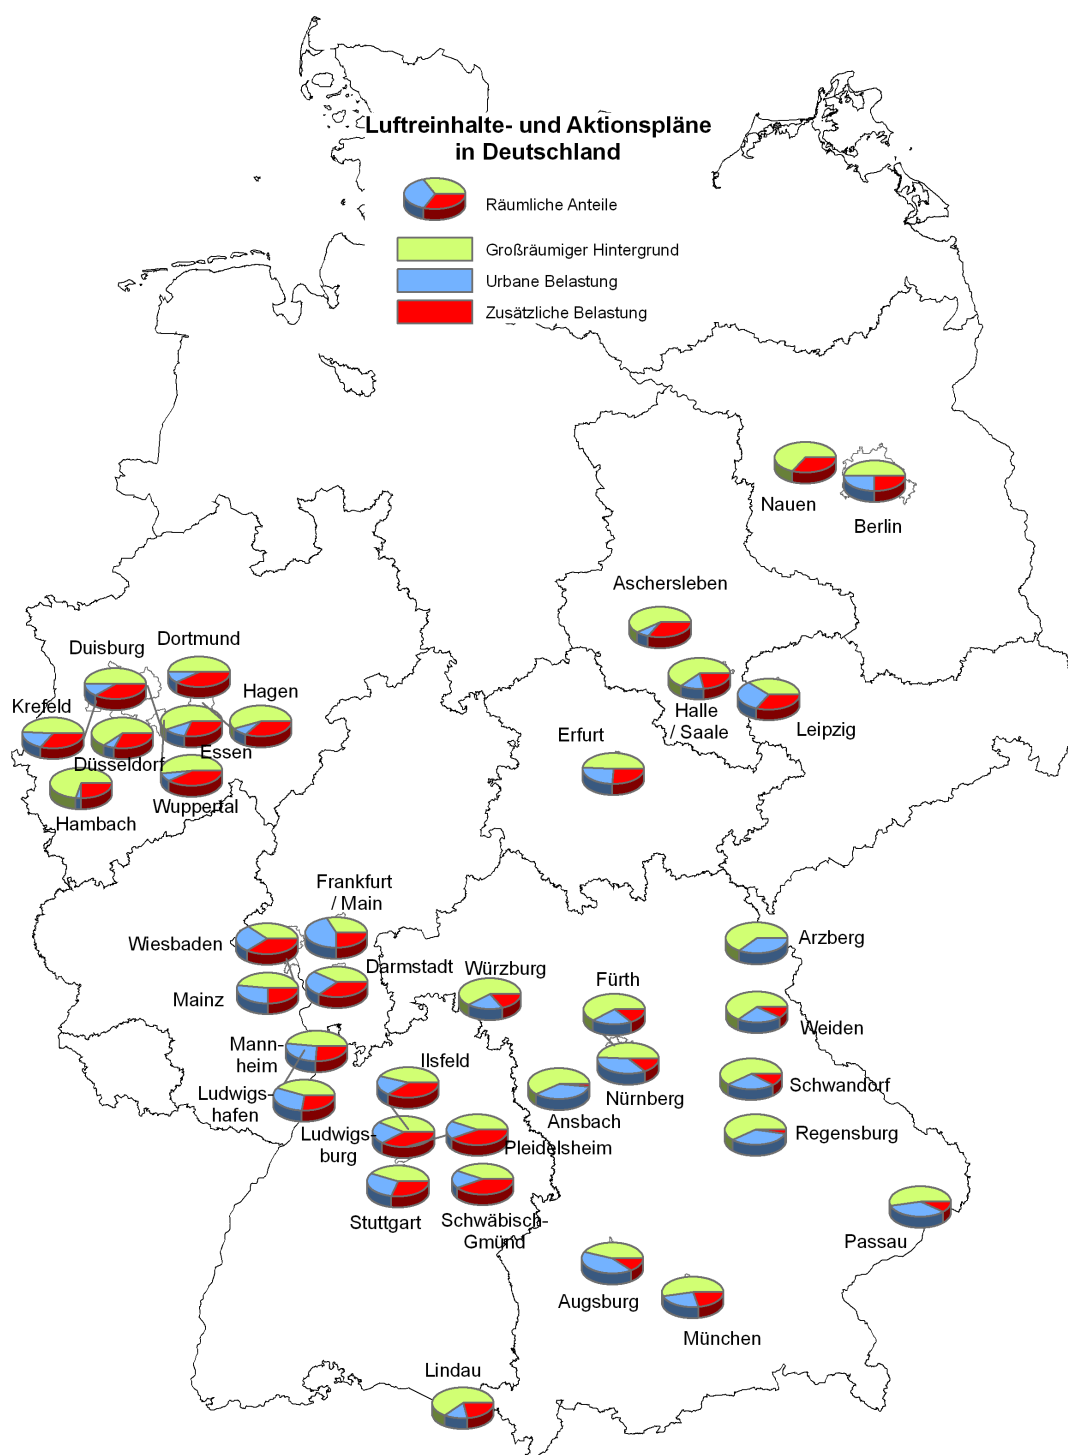 Luftreinhalte- und Aktionspläne
in Deutschland
Räumliche Anteile
Großräumiger Hintergrund
Urbane Belastung
Zusätzliche Belastung
Nauen
Berlin
Aschersleben
Halle
/ Saale
Leipzig
Erfurt
Dortmund
Duisburg
Hagen
Krefeld
Essen
Düsseldorf
Wuppertal
Hambach
Frankfurt
/ Main
Wiesbaden
Darmstadt
Mainz
Würzburg
Fürth
Arzberg
Weiden
Mann-
heim
Ilsfeld
Schwandorf
Ludwigs-
hafen
Nürnberg
Ansbach
Ludwigs-
burg
Pleidelsheim
Regensburg
Stuttgart
Schwäbisch-
Gmünd
Passau
Augsburg
München
Lindau